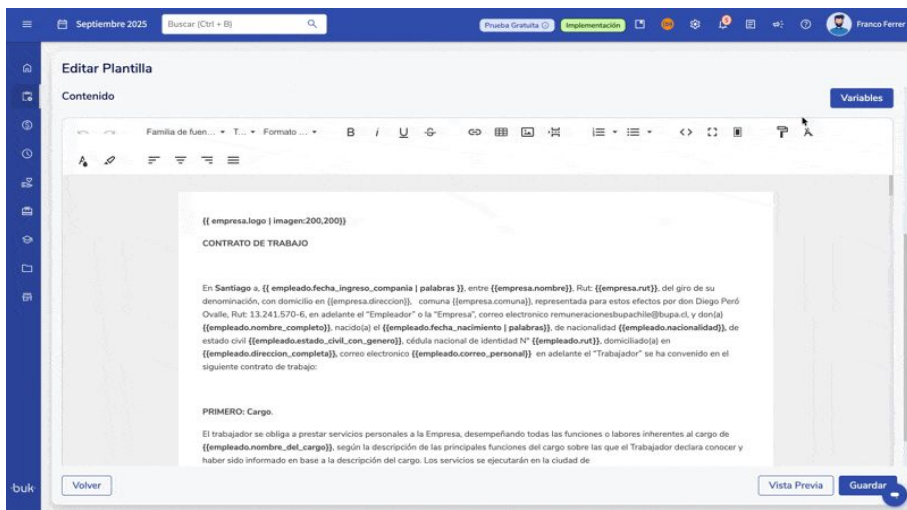 Septiembre 2025
Buscar (Ctrl + B)
Prueba Gratuita
Implementación
Franco Ferrer
Editar Plantilla
Contenido
Variables
Familia de fuen...
T...
Formato ...
B i U S
{{ empresa.logo | imagen:200,200}}
CONTRATO DE TRABAJO
En Santiago a, {{ empleado.fecha_ingreso_compania | palabras }}, entre {{empresa.nombre}}, Rut: {{empresa.rut}}, del giro de su
denominación, con domicilio en {{empresa.direccion}}, comuna {{empresa.comuna}}, representada para estos efectos por don Diego Peró
Ovalle, Rut: 13.241.570-6, en adelante el "Empleador" o la "Empresa", correo electronico remuneracionesbupachile@bupa.cl, y don(a)
{{empleado.nombre_completo}}, nacido(a) el {{empleado.fecha_nacimiento | palabras}}, de nacionalidad {{empleado.nacionalidad}}, de
estado civil {{empleado.estado_civil_con_genero}}, cédula nacional de identidad N° {{empleado.rut}}, domiciliado(a) en
{{empleado.direccion_completa}}, correo electronico {{empleado.correo_personal}} en adelante el "Trabajador" se ha convenido en el
siguiente contrato de trabajo:
PRIMERO: Cargo.
El trabajador se obliga a prestar servicios personales a la Empresa, desempeñando todas las funciones o labores inherentes al cargo de
{{empleado.nombre_del_cargo}}, según la descripción de las principales funciones del cargo sobre las que el Trabajador declara conocer y
haber sido informado en base a la descripción del cargo. Los servicios se ejecutarán en la ciudad de
buk
Volver
Vista Previa
Guardar